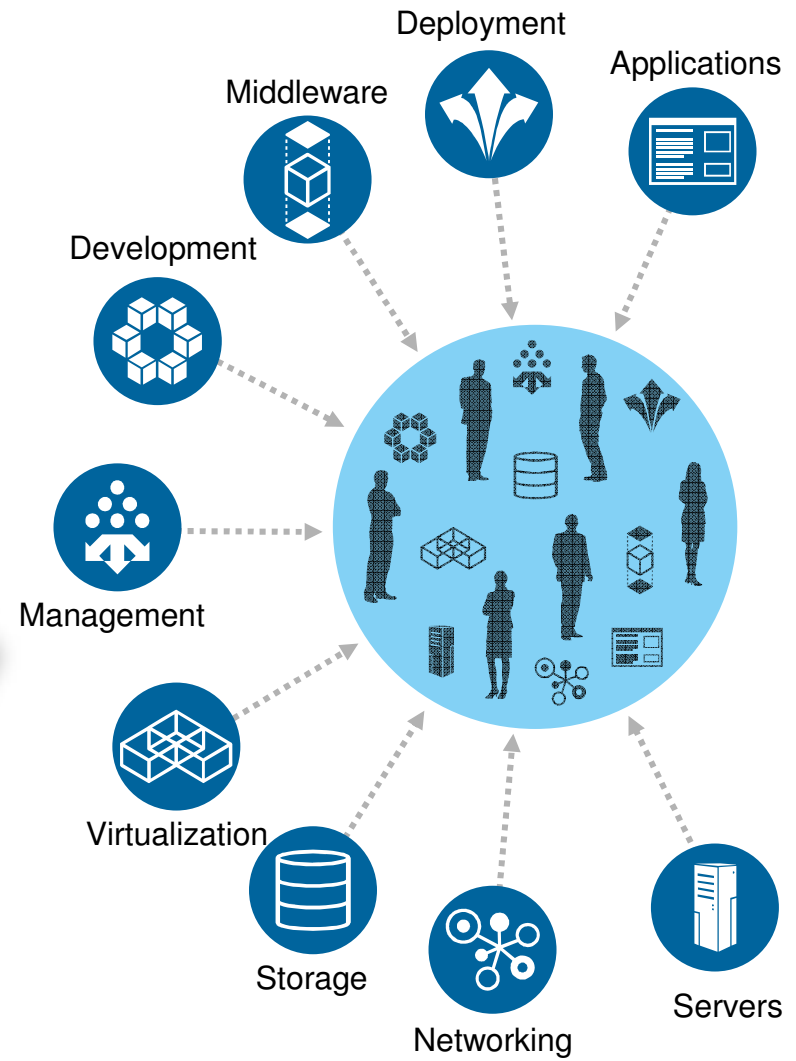 Deployment
Applications
Middleware
Development
Management
Virtualization
Storage
Servers
Networking